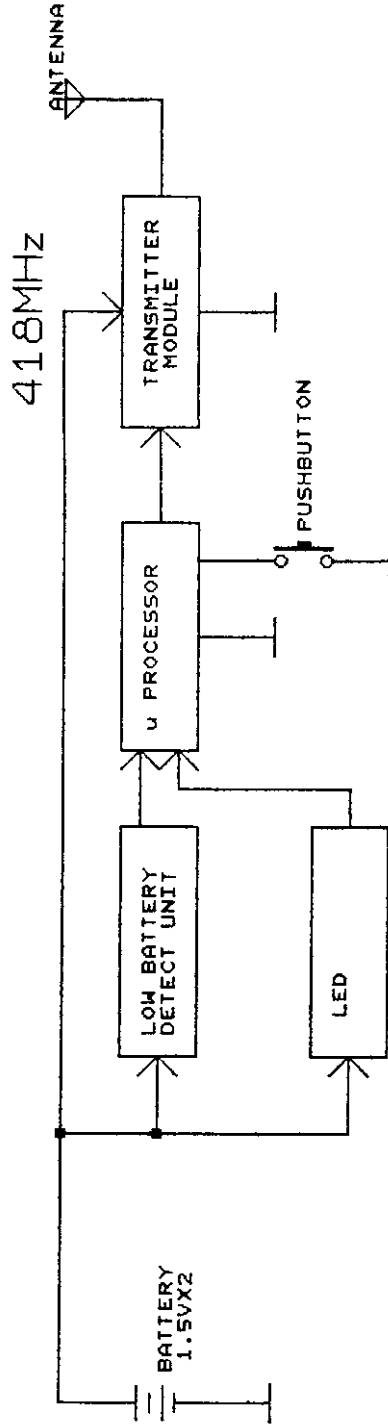 418MHz
ANTENNA
TRANSMITTER
MODULE
u PROCESSOR
PUSHBUTTON
LOW BATTERY
DETECT UNIT
LED
BATTERY
1.5VX2